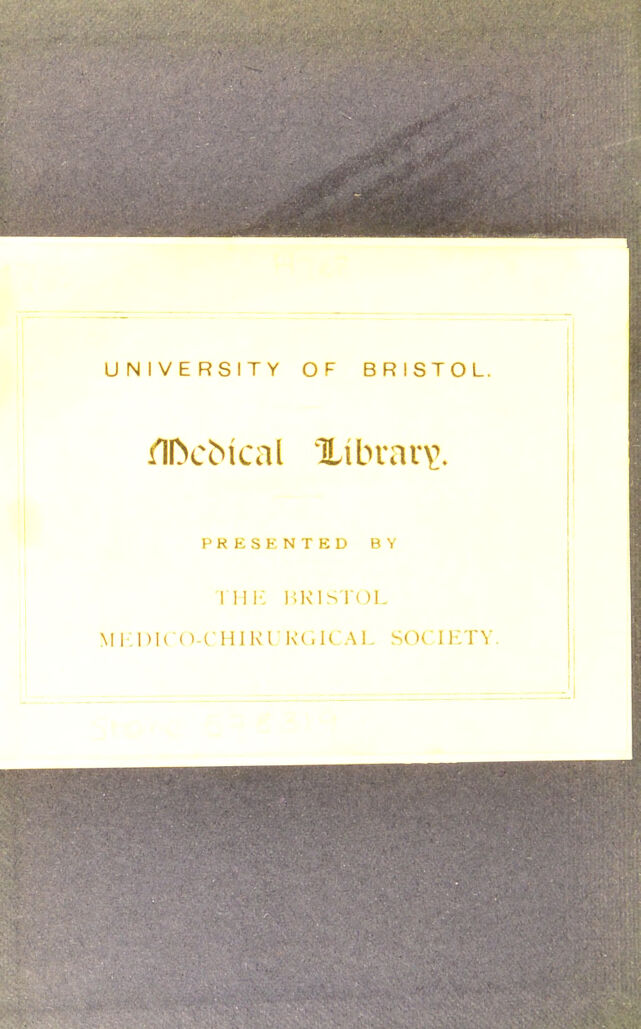 UNIVERSITY OF BRISTOL.
Medical Library.
PRESENTED BY
THE BRISTOL
MEDICO-CHIRURGICAL SOCIETY.